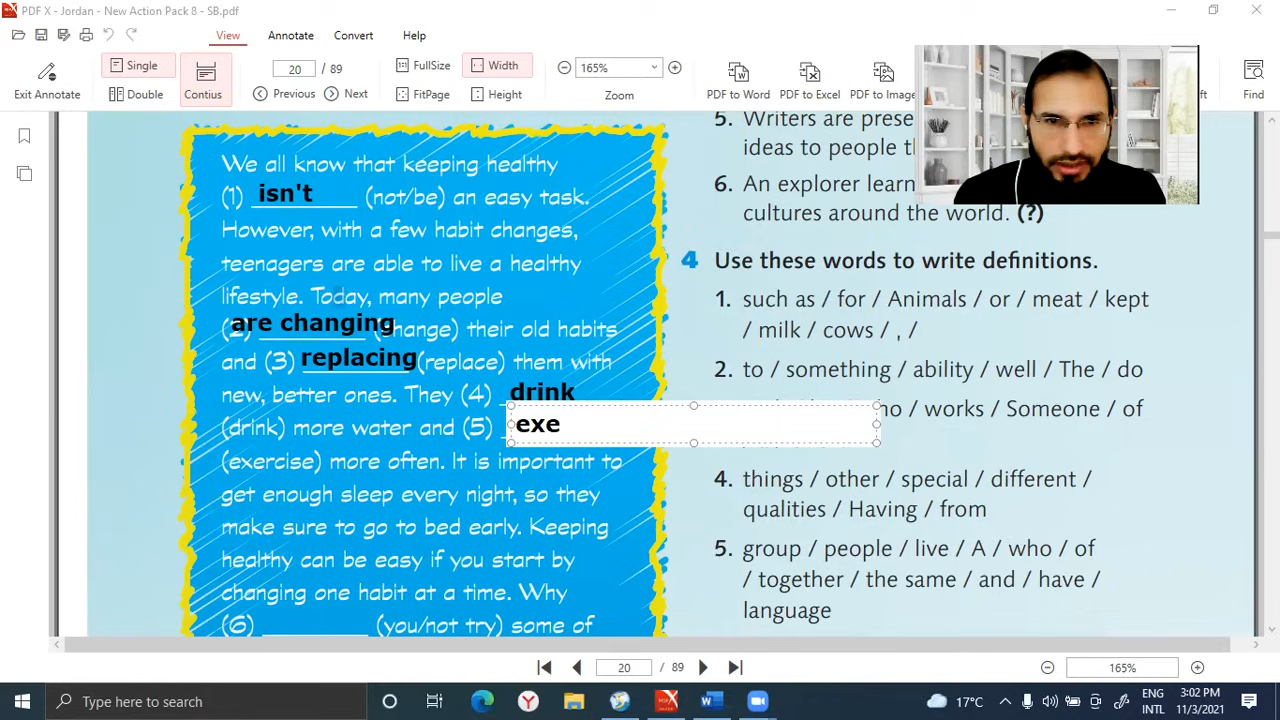 PDF X - Jordan - New Action Pack 8 - SB.pdf
View Annotate Convert Help
Exit Annotate
Single
Double
Contius
20 / 89
Previous Next
FullSize
FitPage
Width
Height
165%
Zoom
PDF to Word
PDF to Excel
PDF to Image
Find
We all know that keeping healthy
(1) isn't (not/be) an easy task.
However, with a few habit changes,
teenagers are able to live a healthy
lifestyle. Today, many people
(2) are changing (change) their old habits
and (3) replacing (replace) them with
new, better ones. They (4) drink
(drink) more water and (5) exe
(exercise) more often. It is important to
get enough sleep every night, so they
make sure to go to bed early. Keeping
healthy can be easy if you start by
changing one habit at a time. Why
(6) (you/not try) some of
5. Writers are
ideas to people
6. An explorer
cultures around the world. (?)
4 Use these words to write definitions.
1. such as / for / Animals / or / meat / kept
/ milk / cows / , /
2. to / something / ability / well / The / do
/ works / Someone / of
4. things / other / special / different /
qualities / Having / from
5. group / people / live / A / who / of
/ together / the same / and / have /
language
20 / 89
165%
Type here to search
17°C
ENG
INTL
3:02 PM
11/3/2021